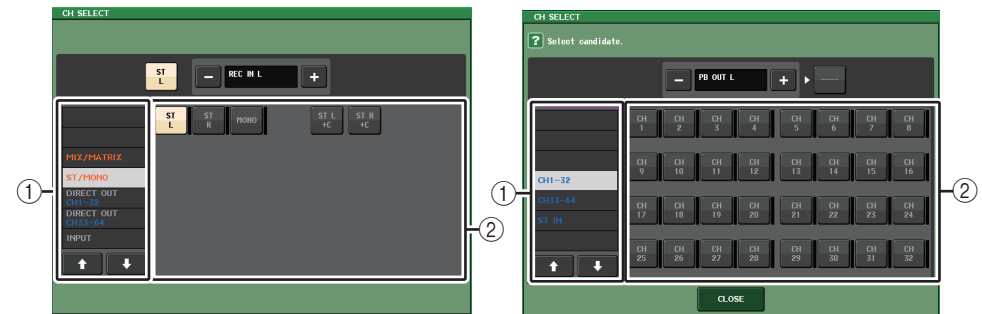 CH SELECT
ST L
−
REC IN L
+
MIX/MATRIX
ST/MONO
DIRECT OUT
CH1-32
DIRECT OUT
CH33-64
INPUT
ST L
ST R
MONO
ST L +C
ST R +C
1
2
CH SELECT
? Select candidate.
−
PB OUT L
+
----
CH1-32
CH33-64
ST IN
CH 1 CH 2 CH 3 CH 4 CH 5 CH 6 CH 7 CH 8
CH 9 CH 10 CH 11 CH 12 CH 13 CH 14 CH 15 CH 16
CH 17 CH 18 CH 19 CH 20 CH 21 CH 22 CH 23 CH 24
CH 25 CH 26 CH 27 CH 28 CH 29 CH 30 CH 31 CH 32
CLOSE
1
2